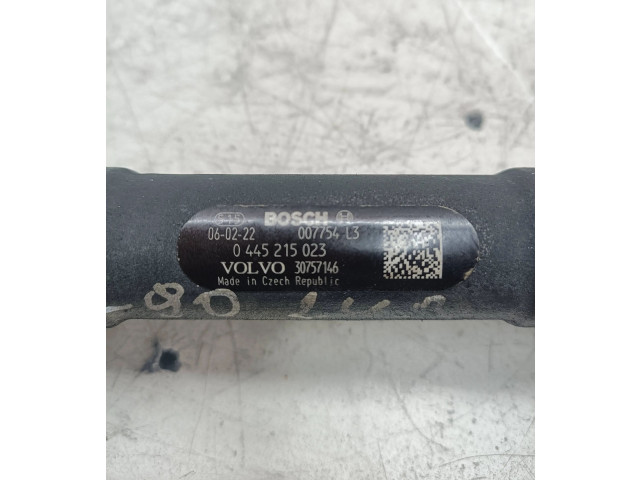 BOSCH
06-02-22 007754 L3
0 445 215 023
VOLVO 30757146
Made in Czech Republic